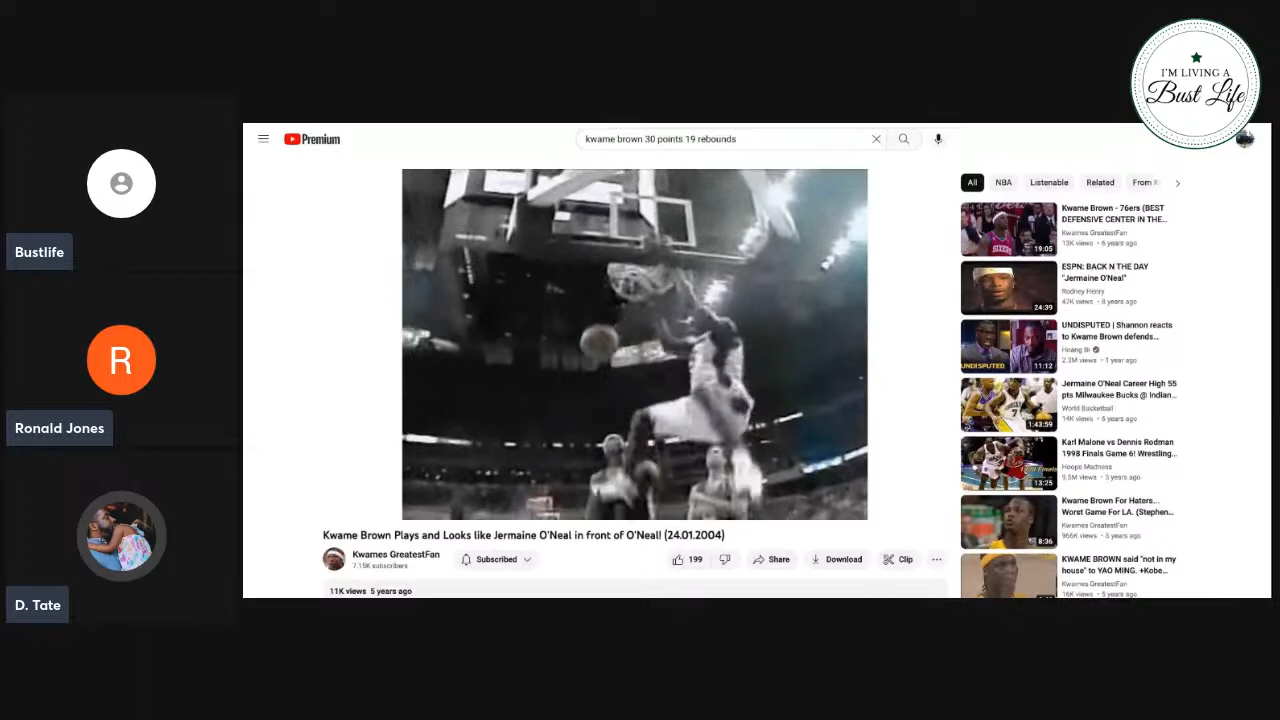 I'M LIVING A
Bust Life
Premium
kwame brown 30 points 19 rebounds
All
NBA
Listenable
Related
From K
Bustlife
R
Ronald Jones
D. Tate
Kwame Brown Plays and Looks like Jermaine O'Neal in front of O'Neal! (24.01.2004)
Kwames GreatestFan
7.15K subscribers
Subscribed
199
Share
Download
Clip
11K views 5 years ago
Kwame Brown - 76ers (BEST
DEFENSIVE CENTER IN THE...
Kwames GreatestFan
13K views • 6 years ago
19:05
ESPN: BACK N THE DAY
"Jermaine O'Neal"
Rodney Henry
47K views • 8 years ago
24:39
UNDISPUTED | Shannon reacts
to Kwame Brown defends...
Hoang Si
2.3M views • 1 year ago
UNDISPUTED
11:12
Jermaine O'Neal Career High 55
pts Milwaukee Bucks @ Indian...
World Basketball
14K views • 6 years ago
1:43:59
Karl Malone vs Dennis Rodman
1998 Finals Game 6! Wrestling...
Hoops Madness
9.5M views • 5 years ago
13:25
Kwame Brown For Haters...
Worst Game For LA. (Stephen...
Kwames GreatestFan
966K views • 6 years ago
8:36
KWAME BROWN said "not in my
house" to YAO MING. +Kobe...
Kwames GreatestFan
16K views • 5 years ago